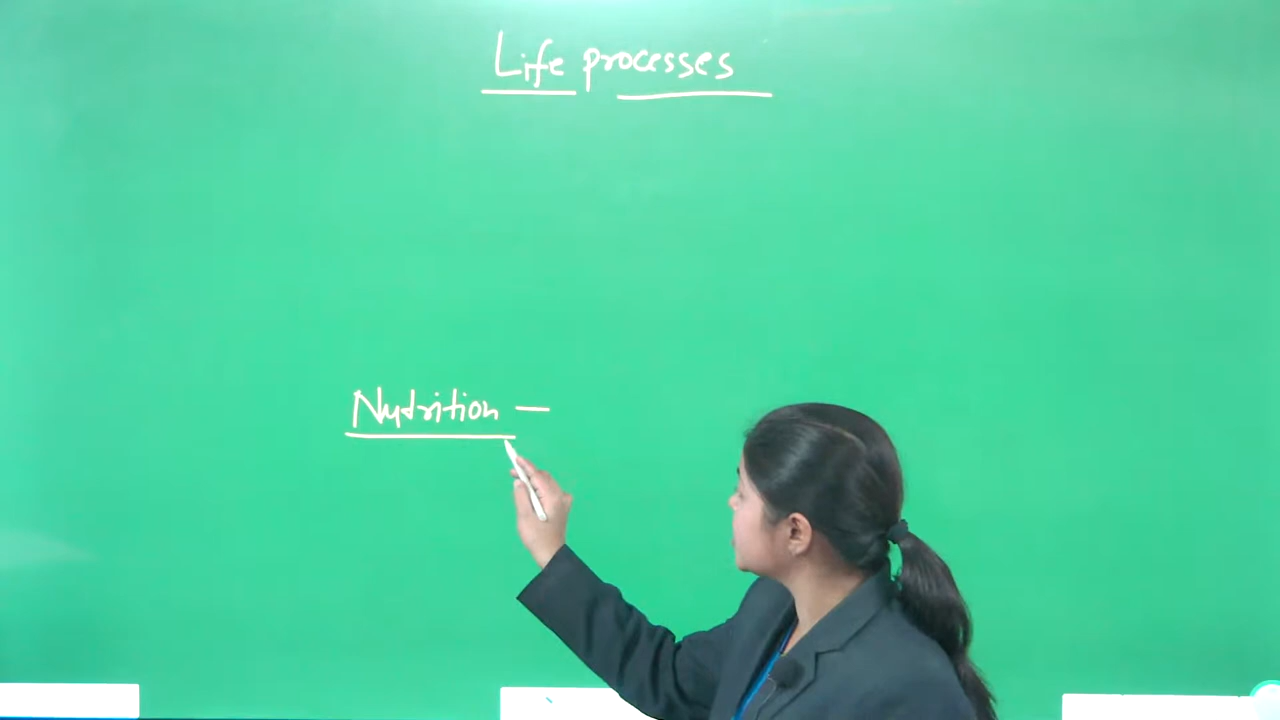 Life processes
Nutrition —